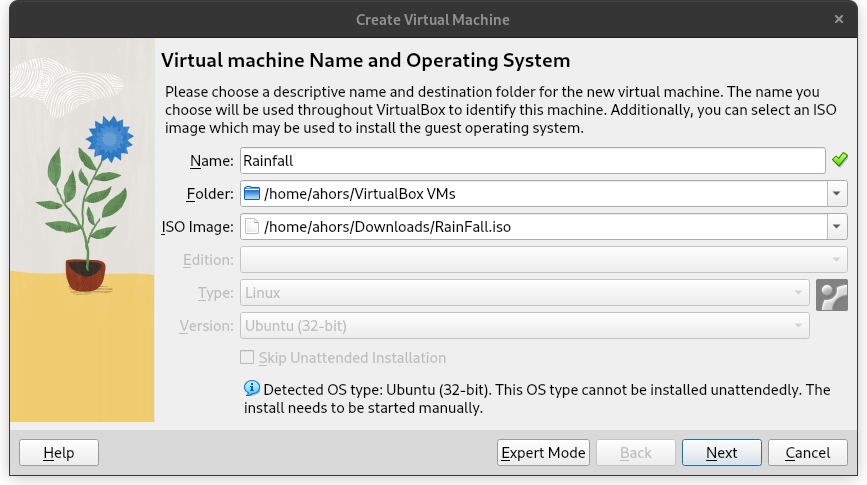 Create Virtual Machine
Virtual machine Name and Operating System
Please choose a descriptive name and destination folder for the new virtual machine. The name you
choose will be used throughout VirtualBox to identify this machine. Additionally, you can select an ISO
image which may be used to install the guest operating system.
Name: Rainfall
Folder: /home/ahors/VirtualBox VMs
ISO Image: /home/ahors/Downloads/RainFall.iso
Edition:
Type: Linux
Version: Ubuntu (32-bit)
Skip Unattended Installation
Detected OS type: Ubuntu (32-bit). This OS type cannot be installed unattendedly. The
install needs to be started manually.
Help Expert Mode Back Next Cancel